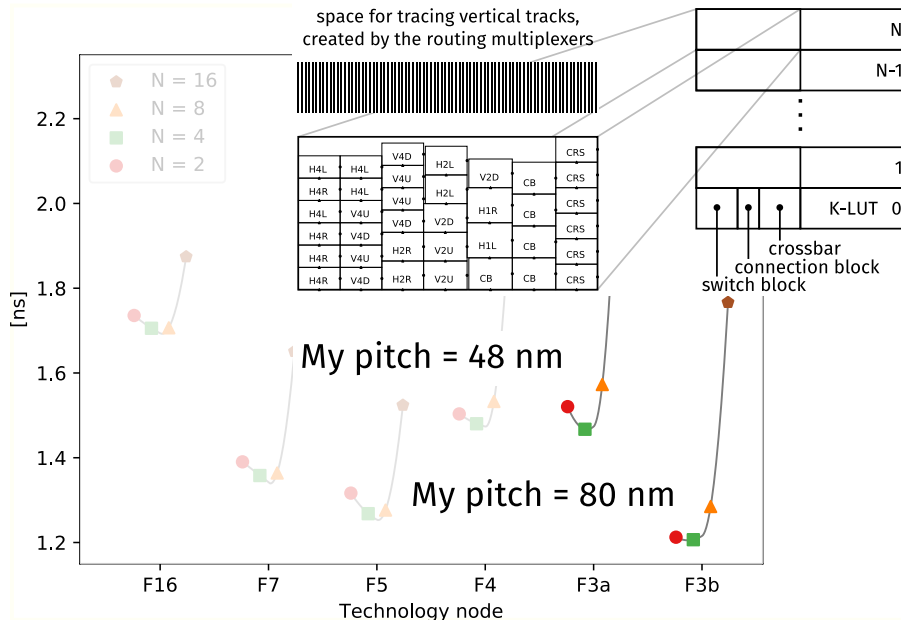 space for tracing vertical tracks,
created by the routing multiplexers
N
N-1
1
K-LUT 0
crossbar
connection block
switch block
N = 16
N = 8
N = 4
N = 2
V4D
H2L
CRS
H4L
H4L
V4U
V2D
CB
CRS
H4R
H4L
V4U
H2L
H1R
CB
CRS
H4L
V4U
V4D
V2D
CRS
H4R
V4D
H2R
V2U
H1L
CB
CRS
H4R
V4U
H4R
V4D
H2R
V2U
CB
CB
CRS
My pitch = 48 nm
My pitch = 80 nm
[ns]
2.2
2.0
1.8
1.6
1.4
1.2
F16
F7
F5
F4
F3a
F3b
Technology node